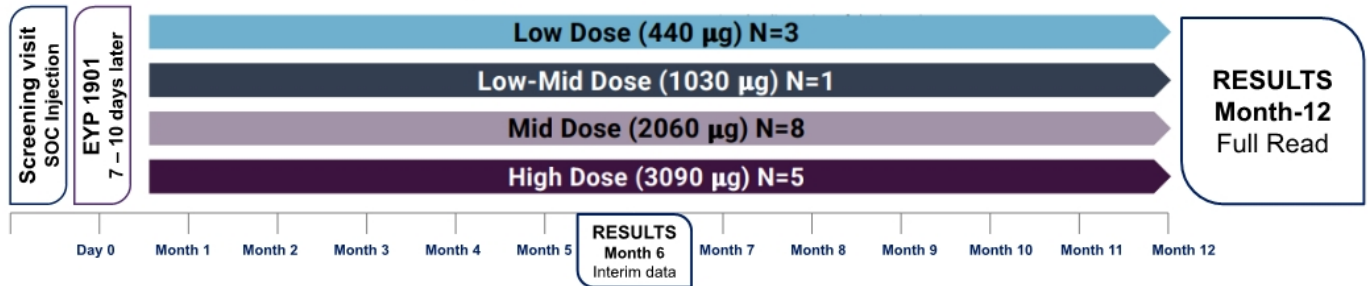 Screening visit
SOC Injection
EYP 1901
7 – 10 days later
Low Dose (440 µg) N=3
Low-Mid Dose (1030 µg) N=1
Mid Dose (2060 µg) N=8
High Dose (3090 µg) N=5
RESULTS
Month-12
Full Read
Day 0
Month 1
Month 2
Month 3
Month 4
Month 5
RESULTS
Month 6
Interim data
Month 7
Month 8
Month 9
Month 10
Month 11
Month 12